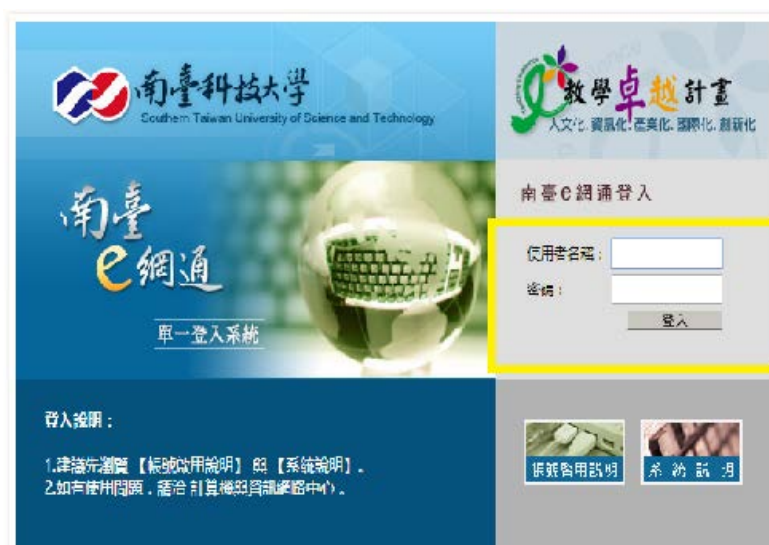 南臺科技大學
Southern Taiwan University of Science and Technology
教學卓越計畫
人文化、資訊化、產業化、國際化、創新化
南臺e網通
單一登入系統
南臺e網通登入
使用者名稱：
密碼：
登入
登入說明：
1.建議先瀏覽【帳號啟用說明】與【系統說明】。
2.如有使用問題，請洽計算機與資訊網路中心。
帳號啟用說明
系統說明